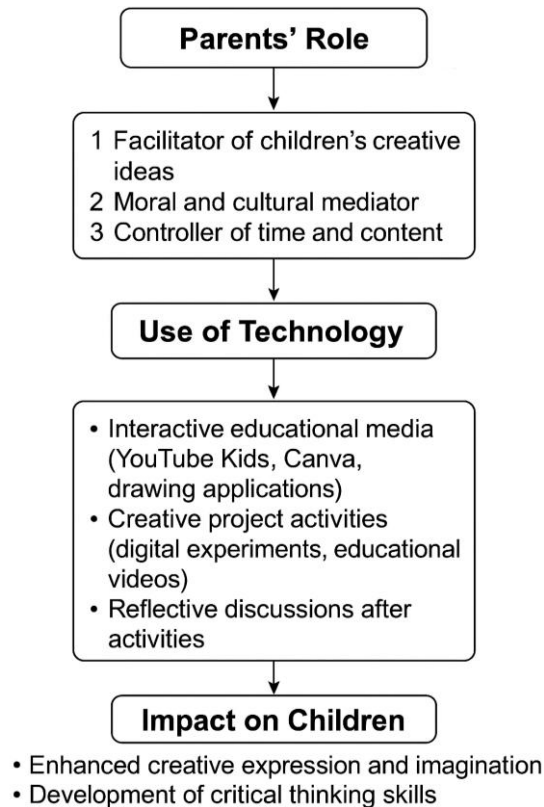 Parents’ Role
1 Facilitator of children’s creative
ideas
2 Moral and cultural mediator
3 Controller of time and content
Use of Technology
• Interactive educational media
(YouTube Kids, Canva,
drawing applications)
• Creative project activities
(digital experiments, educational
videos)
• Reflective discussions after
activities
Impact on Children
• Enhanced creative expression and imagination
• Development of critical thinking skills